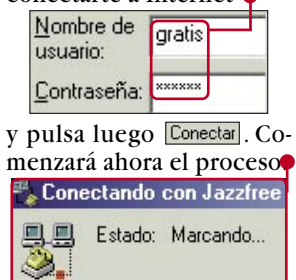 conectarte a Internet
Nombre de
usuario:
gratis
Contraseña: ××××××
y pulsa luego Conectar. Co-
menzará ahora el proceso
Conectando con Jazzfree
Estado: Marcando...